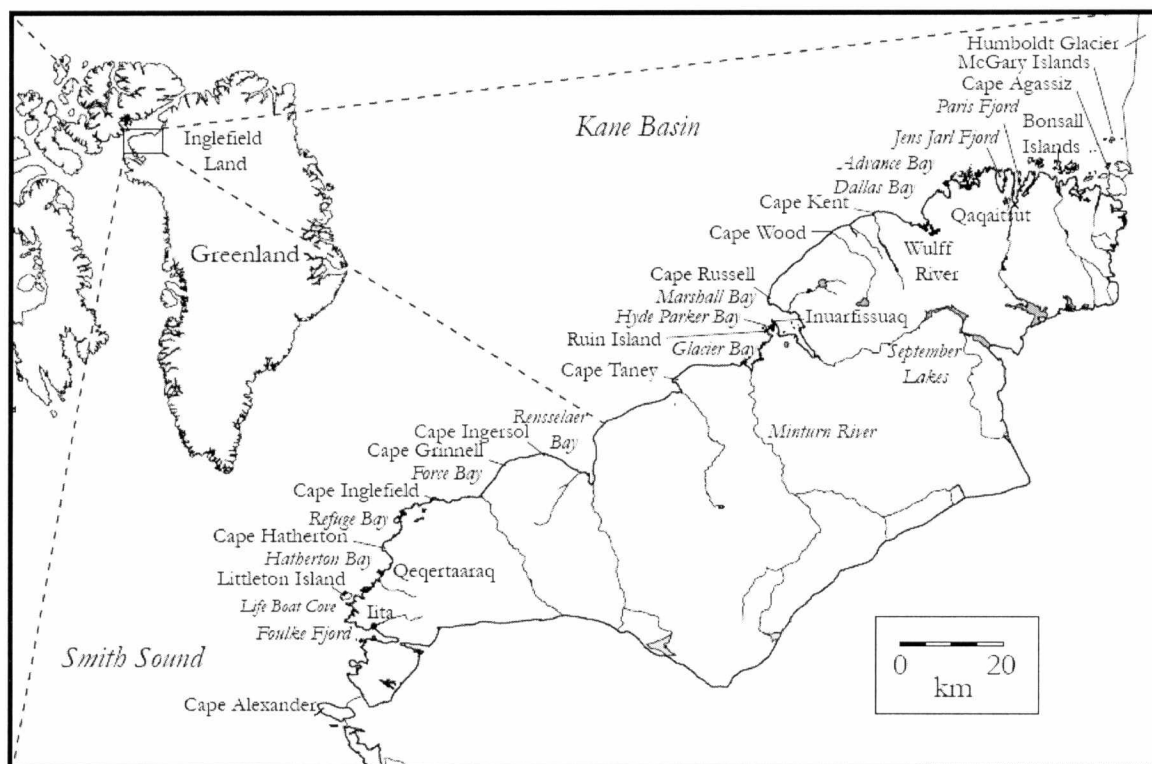 Humboldt Glacier
McGary Islands
Cape Agassiz
Paris Fjord
Bonsall
Islands
Jens Jarl Fjord
Advance Bay
Dallas Bay
Kane Basin
Inglefield
Land
Greenland
Cape Kent
Qaqaitsut
Cape Wood
Wulff
River
Cape Russell
Marshall Bay
Hyde Parker Bay
Inuarfissuaq
Ruin Island
Glacier Bay
September
Lakes
Cape Taney
Rensselaer
Bay
Cape Ingersol
Minturn River
Cape Grinnell
Force Bay
Cape Inglefield
Refuge Bay
Cape Hatherton
Hatherton Bay
Qeqertaaraq
Littleton Island
Life Boat Cove
Iita
Foulke Fjord
Smith Sound
Cape Alexander
0 20
km